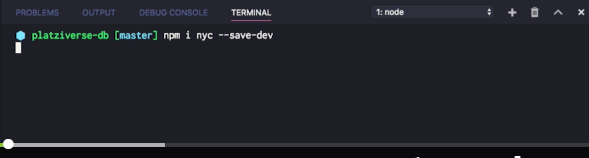 PROBLEMS OUTPUT DEBUG CONSOLE TERMINAL 1: node
platziverse-db [master] npm i nyc --save-dev